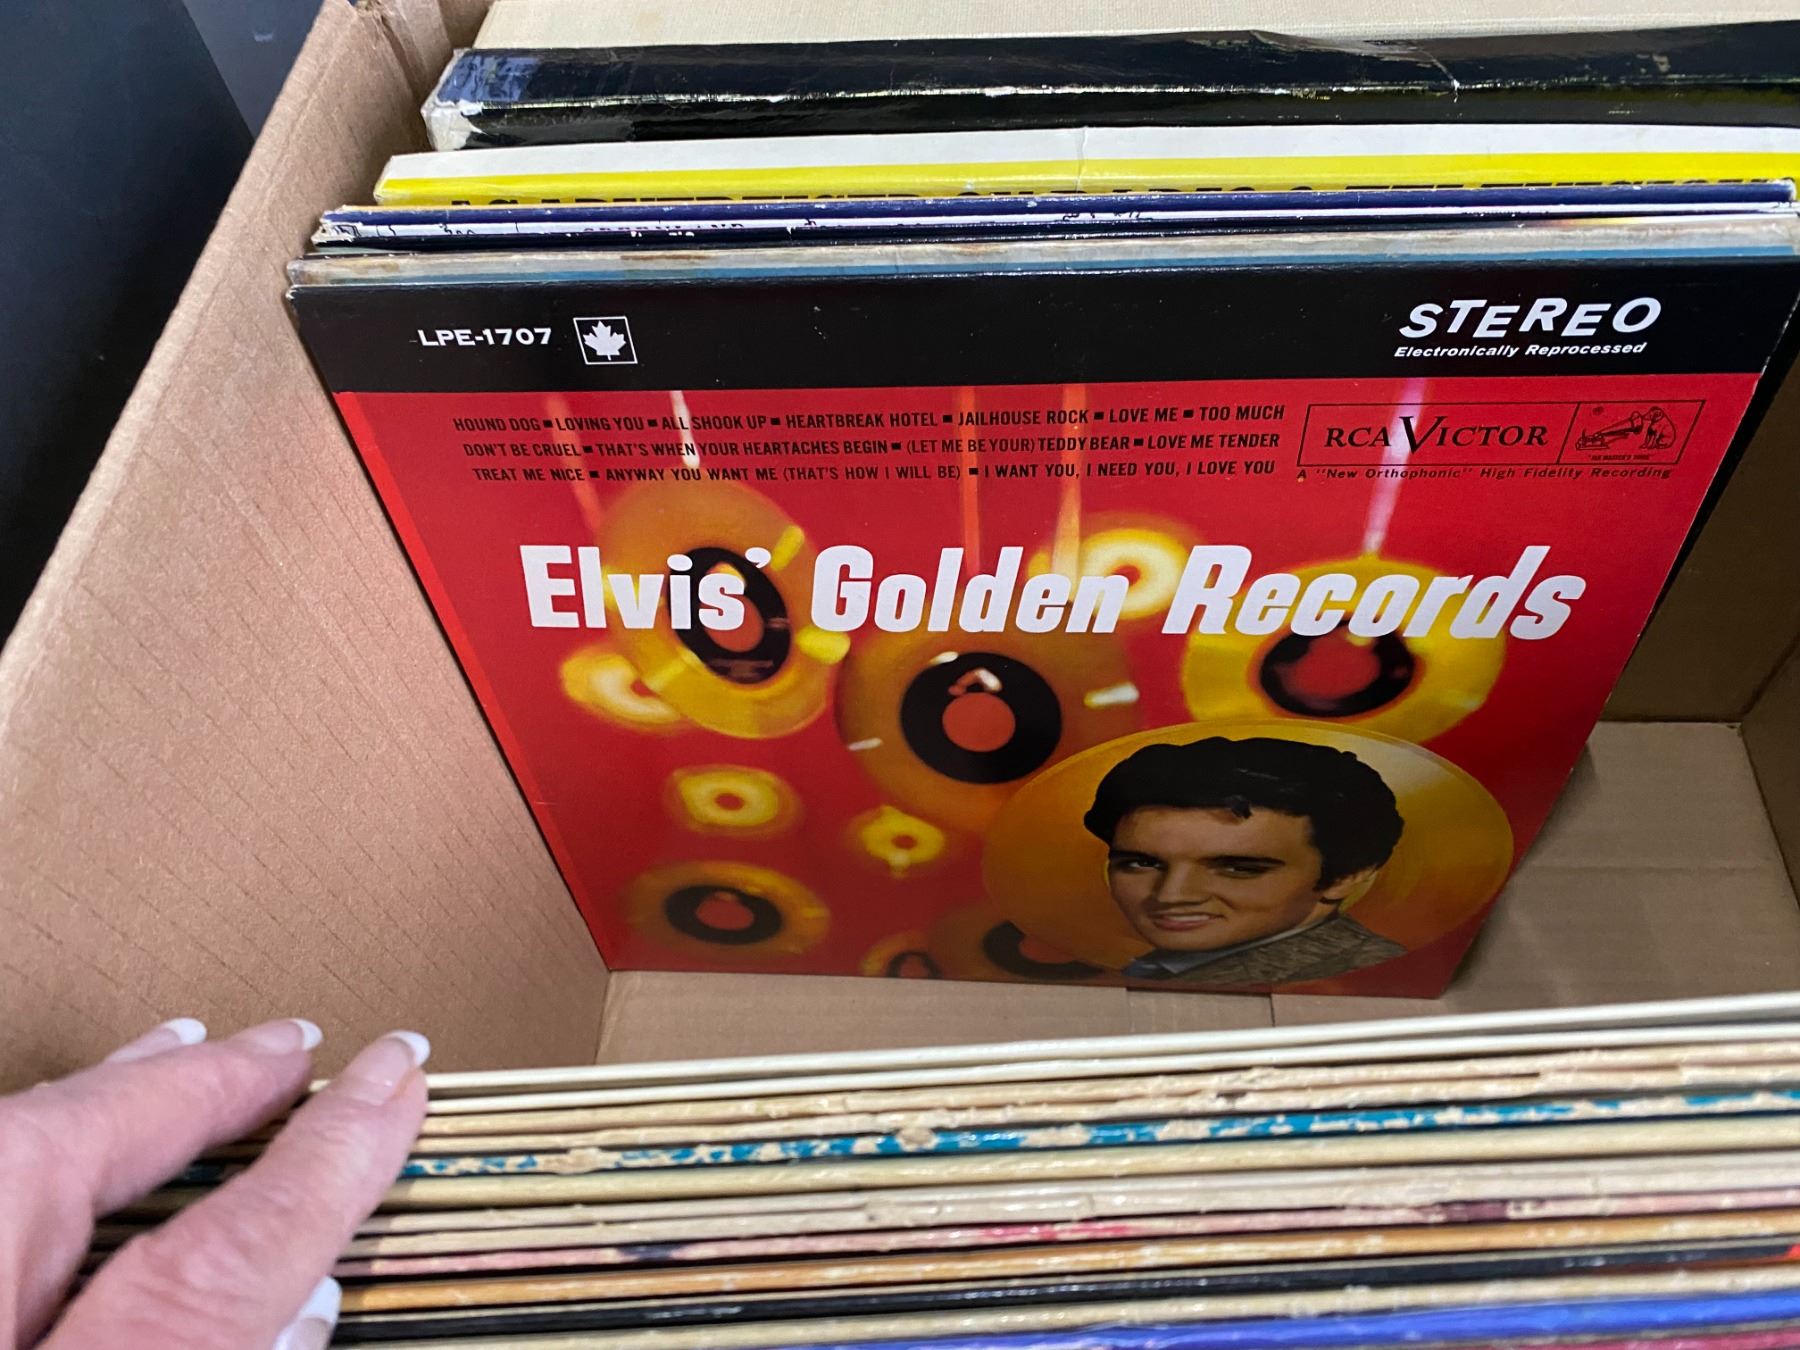 LPE-1707
STEREO
Electronically Reprocessed
HOUND DOG ■ LOVING YOU ■ ALL SHOOK UP ■ HEARTBREAK HOTEL ■ JAILHOUSE ROCK ■ LOVE ME ■ TOO MUCH
DON'T BE CRUEL ■ THAT'S WHEN YOUR HEARTACHES BEGIN ■ (LET ME BE YOUR) TEDDY BEAR ■ LOVE ME TENDER
TREAT ME NICE ■ ANYWAY YOU WANT ME (THAT'S HOW I WILL BE) ■ I WANT YOU, I NEED YOU, I LOVE YOU
RCA VICTOR
"HIS MASTER'S VOICE"
A "New Orthophonic" High Fidelity Recording
Elvis' Golden Records